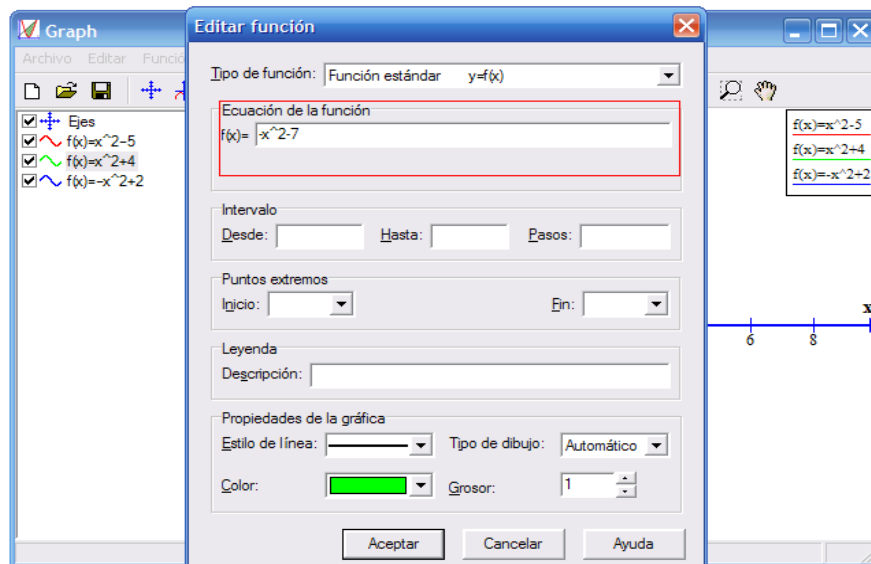 Graph
Editar función
Archivo Editar Funció
Tipo de función: Función estándar y=f(x)
Ejes
f(x)=x^2-5
f(x)=x^2+4
f(x)=-x^2+2
Ecuación de la función
f(x)= -x^2-7
f(x)=x^2-5
f(x)=x^2+4
f(x)=-x^2+2
Intervalo
Desde: Hasta: Pasos:
Puntos extremos
Inicio: Fin:
x
6 8
Leyenda
Descripción:
Propiedades de la gráfica
Estilo de línea: Tipo de dibujo: Automático
Color: Grosor: 1
Aceptar Cancelar Ayuda